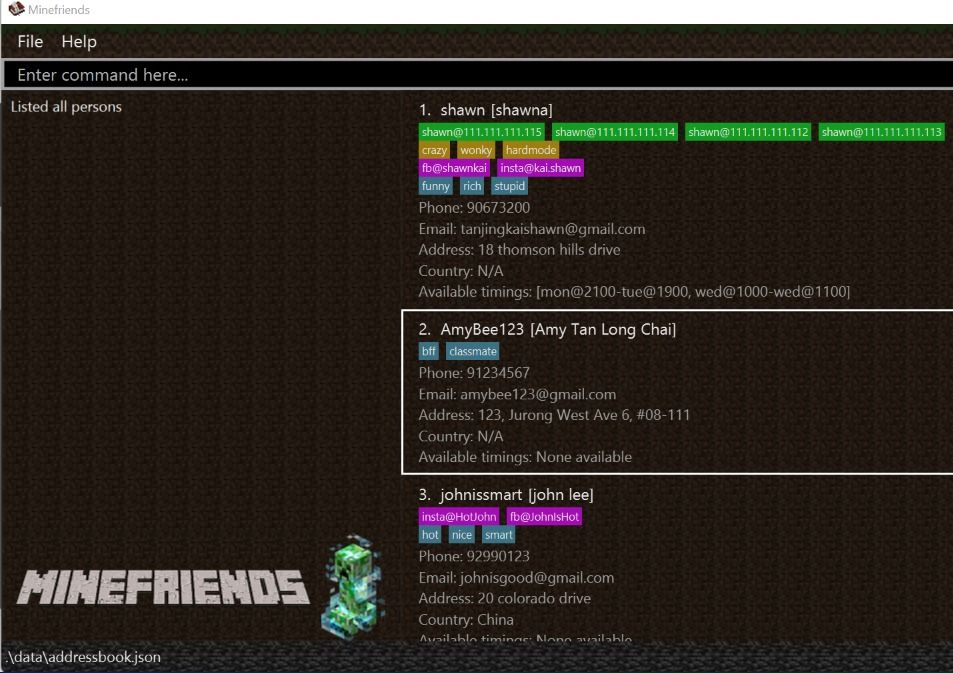 Minefriends
File Help
Enter command here...
Listed all persons
1. shawn [shawna]
shawn@111.111.111.115 shawn@111.111.111.114 shawn@111.111.111.112 shawn@111.111.111.113
crazy wonky hardmode
fb@shawnkai insta@kai.shawn
funny rich stupid
Phone: 90673200
Email: tanjingkaishawn@gmail.com
Address: 18 thomson hills drive
Country: N/A
Available timings: [mon@2100-tue@1900, wed@1000-wed@1100]
2. AmyBee123 [Amy Tan Long Chai]
bff classmate
Phone: 91234567
Email: amybee123@gmail.com
Address: 123, Jurong West Ave 6, #08-111
Country: N/A
Available timings: None available
3. johnissmart [john lee]
insta@HotJohn fb@JohnIsHot
hot nice smart
Phone: 92990123
Email: johnisgood@gmail.com
Address: 20 colorado drive
Country: China
Available timings: None available
MINEFRIENDS
.\data\addressbook.json